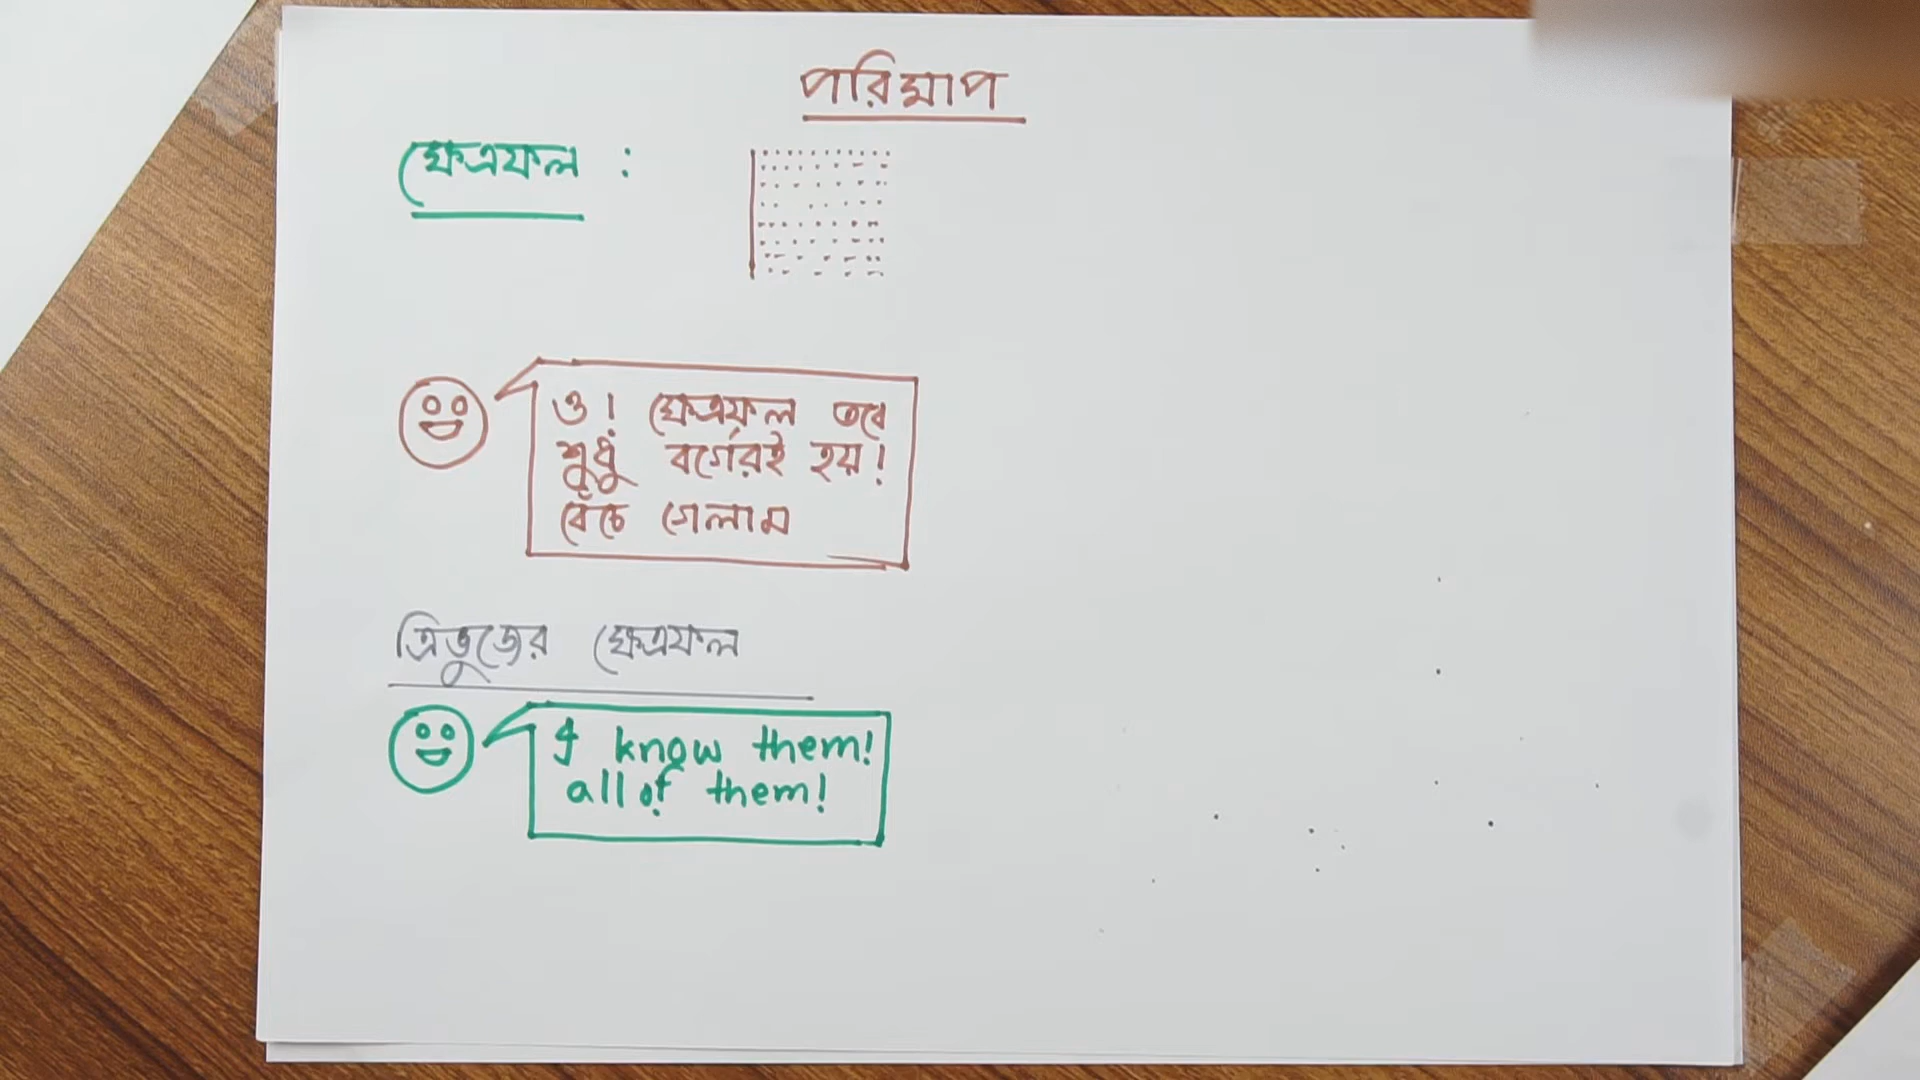 পরিমাপ
ক্ষেত্রফল :
ও! ক্ষেত্রফল তবে
শুধু বর্গেরই হয়!
বেঁচে গেলাম
ত্রিভুজের ক্ষেত্রফল
I know them!
all of them!